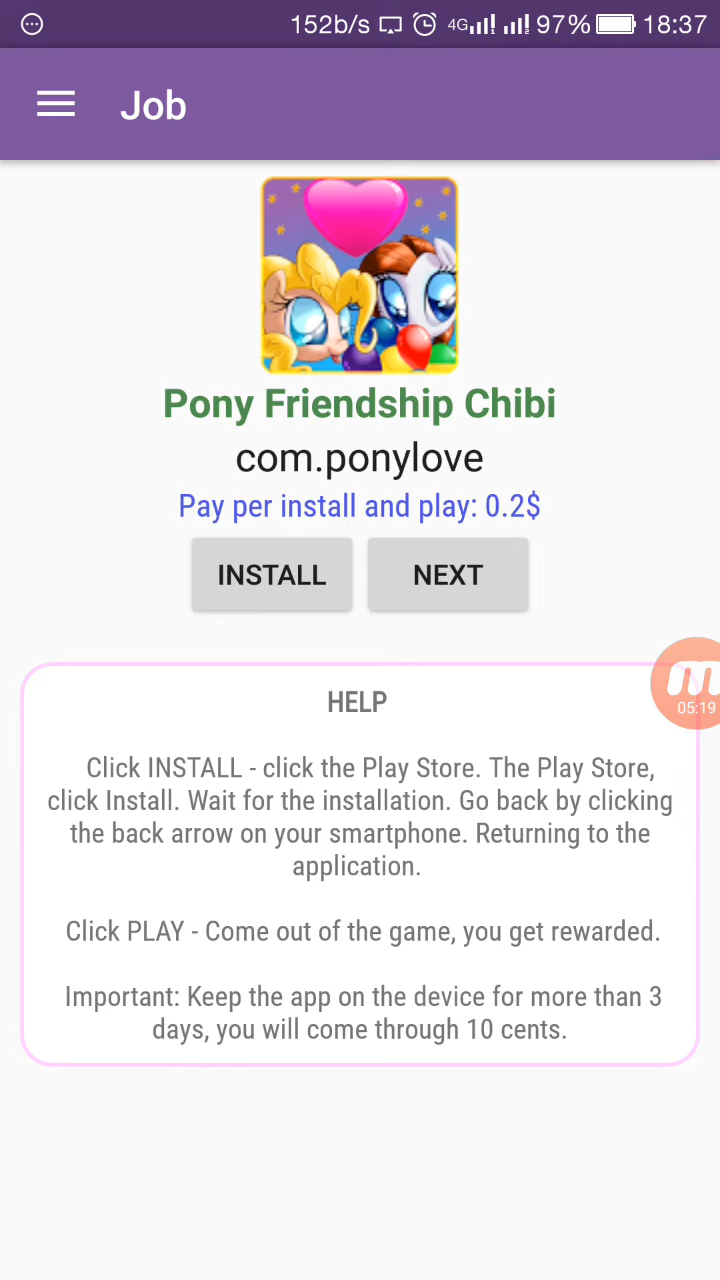 152b/s 4G 97% 18:37
Job
Pony Friendship Chibi
com.ponylove
Pay per install and play: 0.2$
INSTALL NEXT
05:19
HELP
Click INSTALL - click the Play Store. The Play Store,
click Install. Wait for the installation. Go back by clicking
the back arrow on your smartphone. Returning to the
application.
Click PLAY - Come out of the game, you get rewarded.
Important: Keep the app on the device for more than 3
days, you will come through 10 cents.